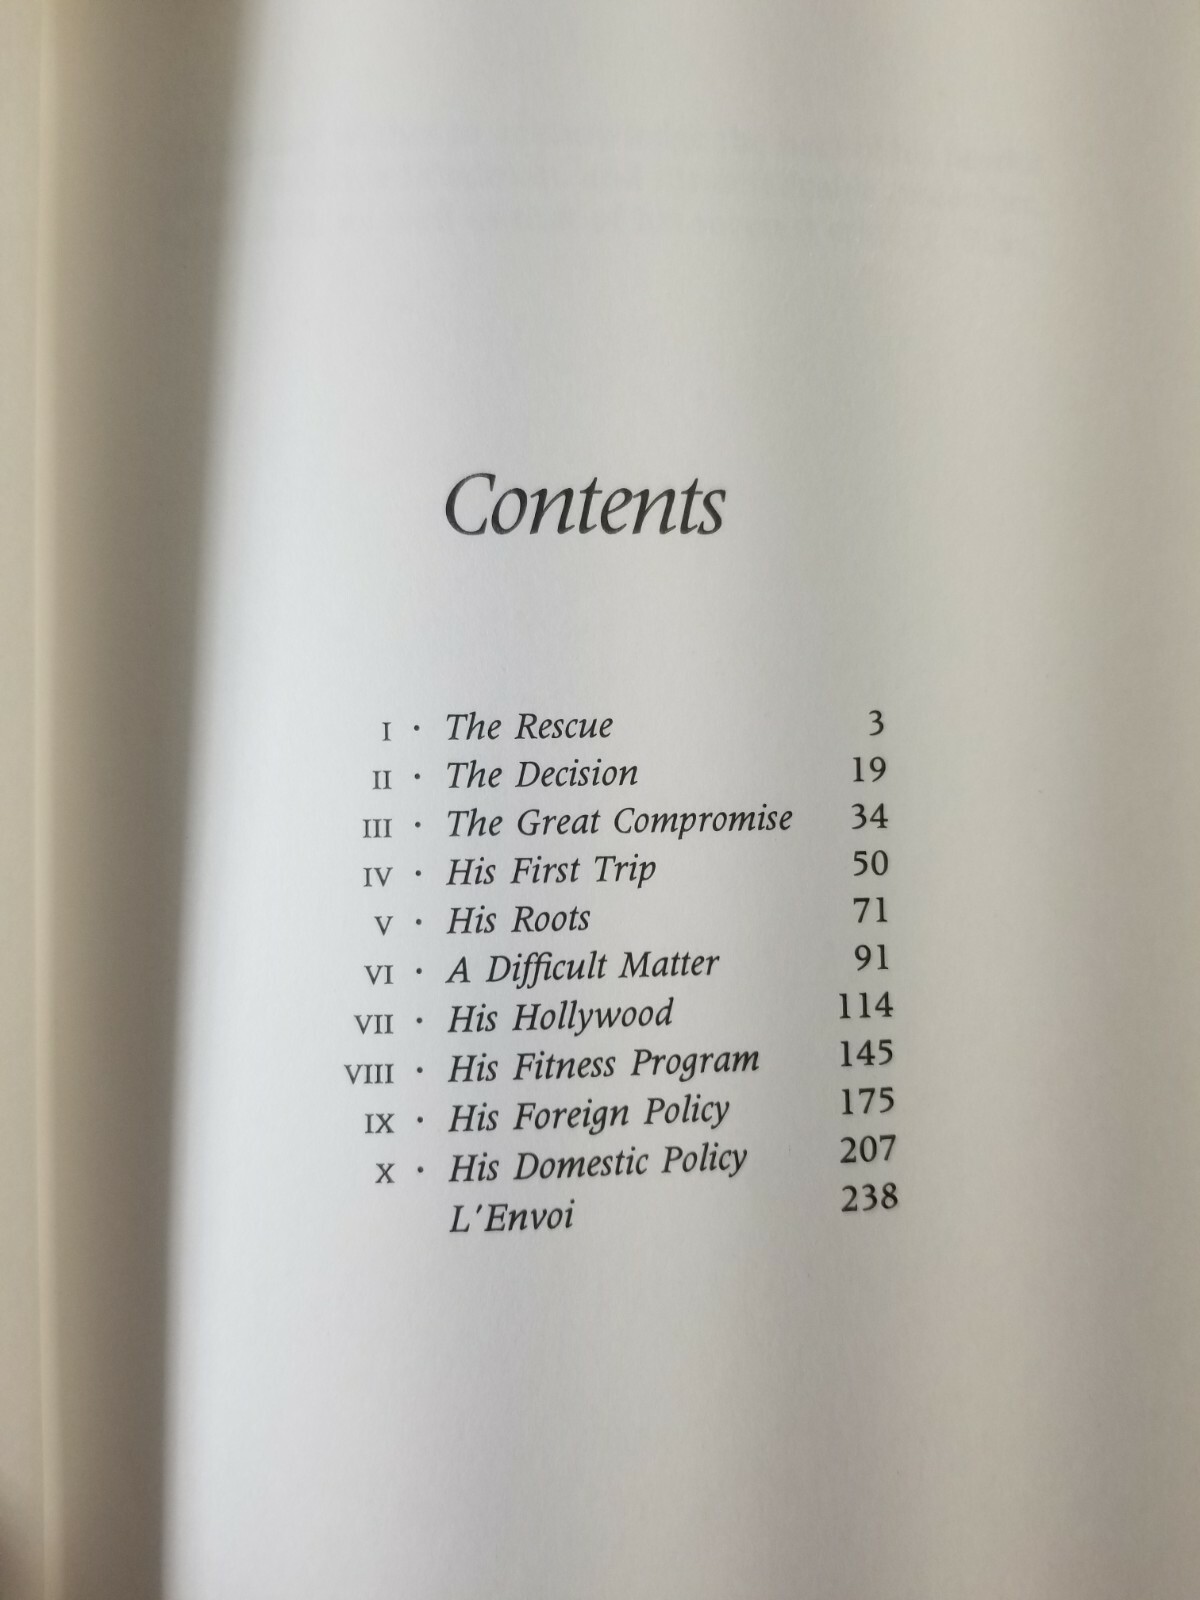 Contents
I · The Rescue 3
II · The Decision 19
III · The Great Compromise 34
IV · His First Trip 50
V · His Roots 71
VI · A Difficult Matter 91
VII · His Hollywood 114
VIII · His Fitness Program 145
IX · His Foreign Policy 175
X · His Domestic Policy 207
L'Envoi 238